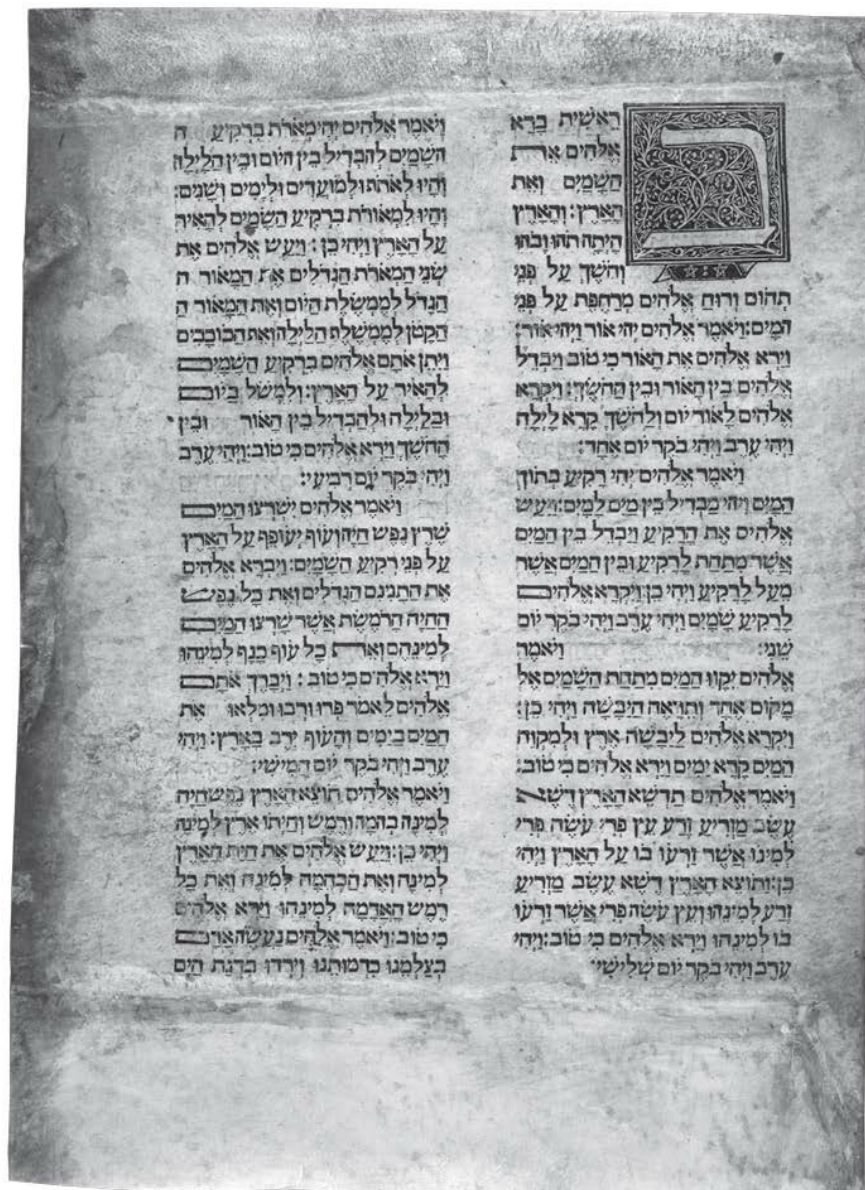 ב
ראשית ברא
אלהים את
השמים ואת
הארץ: והארץ
היתה תהו ובהו
וחשך על פני
תהום ורוח אלהים מרחפת על פני
המים: ויאמר אלהים יהי אור ויהי אור:
וירא אלהים את האור כי טוב ויבדל
אלהים בין האור ובין החשך: ויקרא
אלהים לאור יום ולחשך קרא לילה
ויהי ערב ויהי בקר יום אחד:
ויאמר אלהים יהי רקיע בתוך
המים ויהי מבדיל בין מים למים: ויעש
אלהים את הרקיע ויבדל בין המים
אשר מתחת לרקיע ובין המים אשר
מעל לרקיע ויהי כן: ויקרא אלהים
לרקיע שמים ויהי ערב ויהי בקר יום
שני: ויאמר
אלהים יקוו המים מתחת השמים אל
מקום אחד ותראה היבשה ויהי כן:
ויקרא אלהים ליבשה ארץ ולמקוה
המים קרא ימים וירא אלהים כי טוב:
ויאמר אלהים תדשא הארץ דשא
עשב מזריע זרע עץ פרי עשה פרי
למינו אשר זרעו בו על הארץ ויהי
כן: ותוצא הארץ דשא עשב מזריע
זרע למינהו ועץ עשה פרי אשר זרעו
בו למינהו וירא אלהים כי טוב: ויהי
ערב ויהי בקר יום שלישי:
ויאמר אלהים יהי מארת ברקיע ה
השמים להבדיל בין היום ובין הלילה
והיו לאתת ולמועדים ולימים ושנים:
והיו למאורת ברקיע השמים להאיר
על הארץ ויהי כן: ויעש אלהים את
שני המארת הגדלים את המאור ה
הגדל לממשלת היום ואת המאור ה
הקטן לממשלת הלילה ואת הכוכבים
ויתן אתם אלהים ברקיע השמים
להאיר על הארץ: ולמשל ביום
ובלילה ולהבדיל בין האור ובין
החשך וירא אלהים כי טוב: ויהי ערב
ויהי בקר יום רביעי:
ויאמר אלהים ישרצו המים
שרץ נפש חיה ועוף יעופף על הארץ
על פני רקיע השמים: ויברא אלהים
את התנינם הגדלים ואת כל נפש
החיה הרמשת אשר שרצו המים
למינהם ואת כל עוף כנף למינהו
וירא אלהים כי טוב: ויברך אתם
אלהים לאמר פרו ורבו ומלאו את
המים בימים והעוף ירב בארץ: ויהי
ערב ויהי בקר יום חמישי:
ויאמר אלהים תוצא הארץ נפש חיה
למינה בהמה ורמש וחיתו ארץ למינה
ויהי כן: ויעש אלהים את חית הארץ
למינה ואת הבהמה למינה ואת כל
רמש האדמה למינהו וירא אלהים
כי טוב: ויאמר אלהים נעשה אדם
בצלמנו כדמותנו וירדו בדגת הים